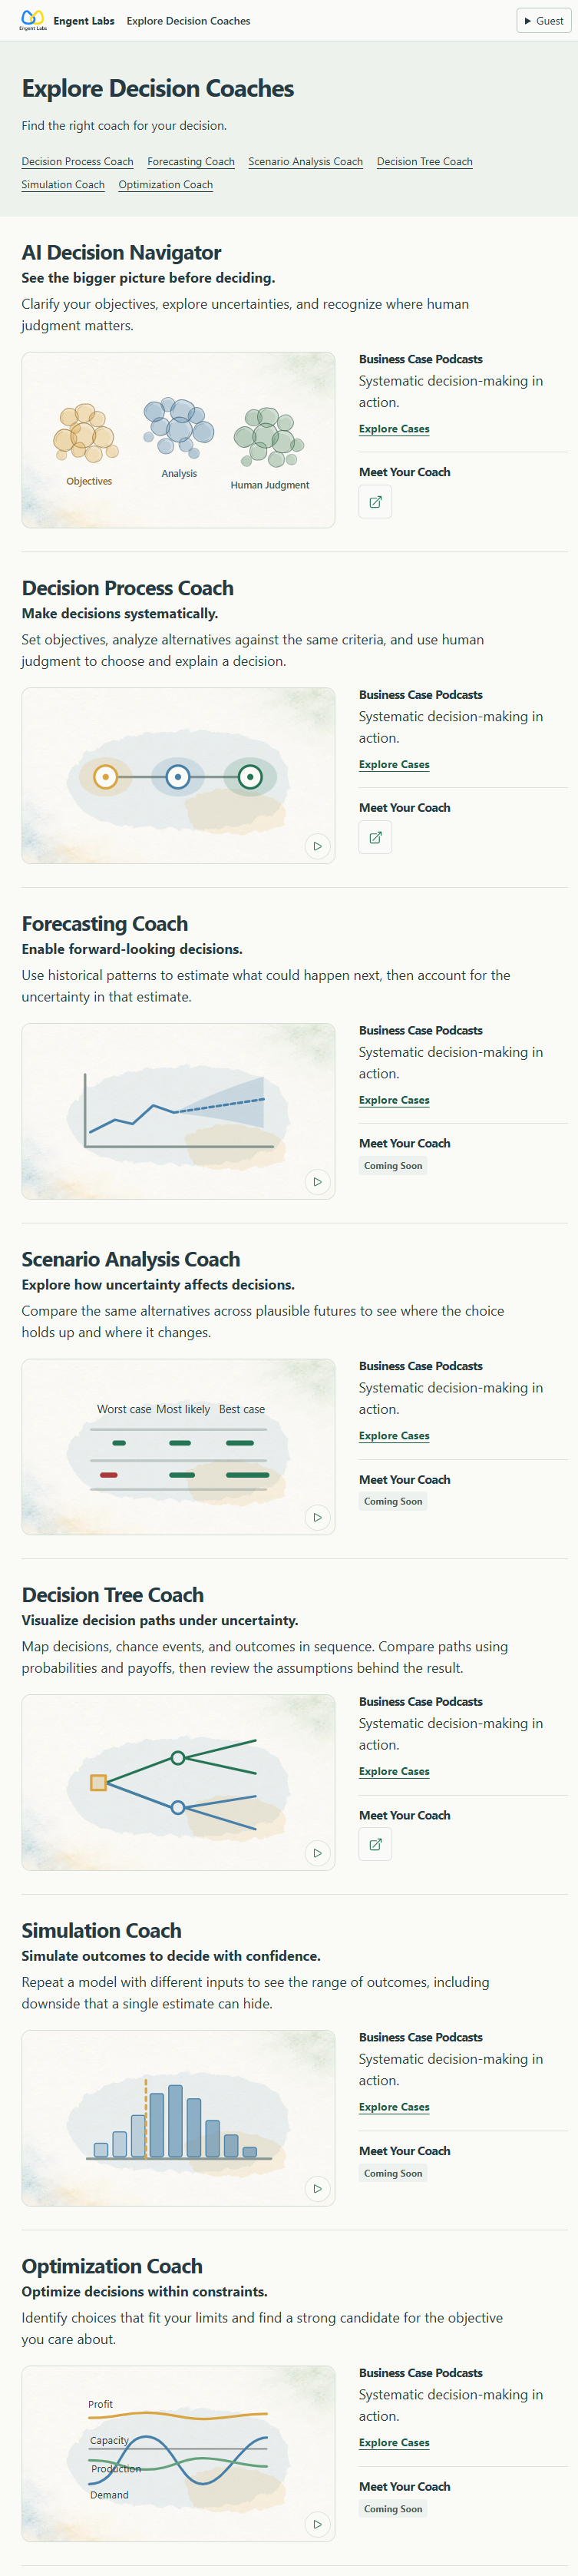 Engent Labs
Engent Labs Explore Decision Coaches
Guest
Explore Decision Coaches
Find the right coach for your decision.
Decision Process Coach Forecasting Coach Scenario Analysis Coach Decision Tree Coach
Simulation Coach Optimization Coach
AI Decision Navigator
See the bigger picture before deciding.
Clarify your objectives, explore uncertainties, and recognize where human
judgment matters.
Objectives
Analysis
Human Judgment
Business Case Podcasts
Systematic decision-making in
action.
Explore Cases
Meet Your Coach
Decision Process Coach
Make decisions systematically.
Set objectives, analyze alternatives against the same criteria, and use human
judgment to choose and explain a decision.
Business Case Podcasts
Systematic decision-making in
action.
Explore Cases
Meet Your Coach
Forecasting Coach
Enable forward-looking decisions.
Use historical patterns to estimate what could happen next, then account for the
uncertainty in that estimate.
Business Case Podcasts
Systematic decision-making in
action.
Explore Cases
Meet Your Coach
Coming Soon
Scenario Analysis Coach
Explore how uncertainty affects decisions.
Compare the same alternatives across plausible futures to see where the choice
holds up and where it changes.
Worst case Most likely Best case
Business Case Podcasts
Systematic decision-making in
action.
Explore Cases
Meet Your Coach
Coming Soon
Decision Tree Coach
Visualize decision paths under uncertainty.
Map decisions, chance events, and outcomes in sequence. Compare paths using
probabilities and payoffs, then review the assumptions behind the result.
Business Case Podcasts
Systematic decision-making in
action.
Explore Cases
Meet Your Coach
Simulation Coach
Simulate outcomes to decide with confidence.
Repeat a model with different inputs to see the range of outcomes, including
downside that a single estimate can hide.
Business Case Podcasts
Systematic decision-making in
action.
Explore Cases
Meet Your Coach
Coming Soon
Optimization Coach
Optimize decisions within constraints.
Identify choices that fit your limits and find a strong candidate for the objective
you care about.
Profit
Capacity
Production
Demand
Business Case Podcasts
Systematic decision-making in
action.
Explore Cases
Meet Your Coach
Coming Soon